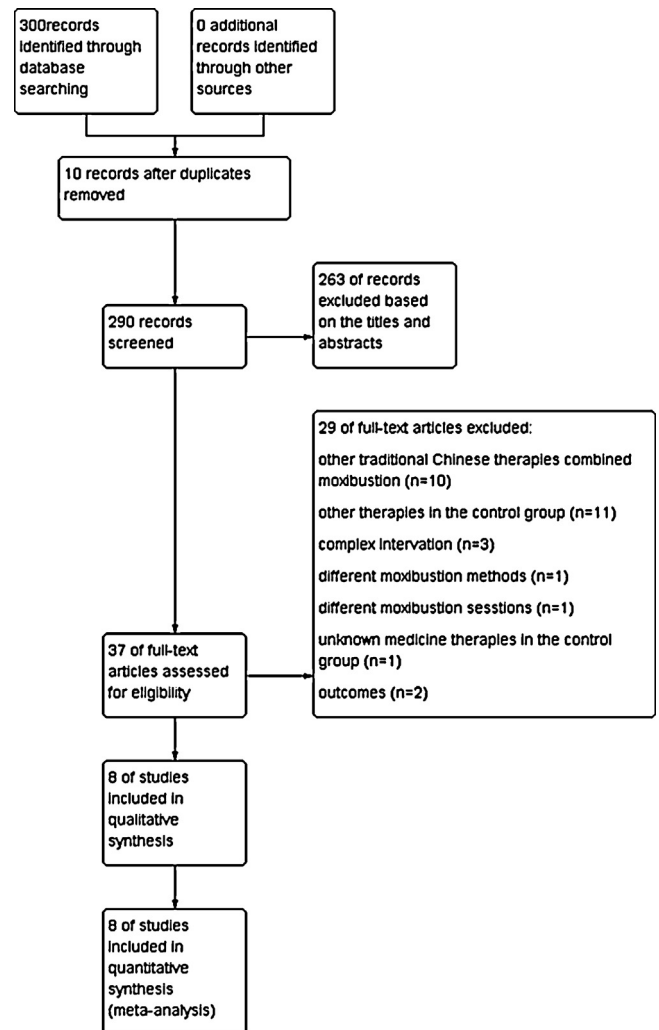 300records
identified through
database
searching
0 additional
records identified
through other
sources
10 records after duplicates
removed
290 records
screened
263 of records
excluded based
on the titles and
abstracts
29 of full-text articles excluded:
other traditional Chinese therapies combined
moxibustion (n=10)
other therapies in the control group (n=11)
complex intervation (n=3)
different moxibustion methods (n=1)
different moxibustion sesstions (n=1)
unknown medicine therapies in the control
group (n=1)
outcomes (n=2)
37 of full-text
articles assessed
for eligibility
8 of studies
included in
qualitative
synthesis
8 of studies
included in
quantitative
synthesis
(meta-analysis)